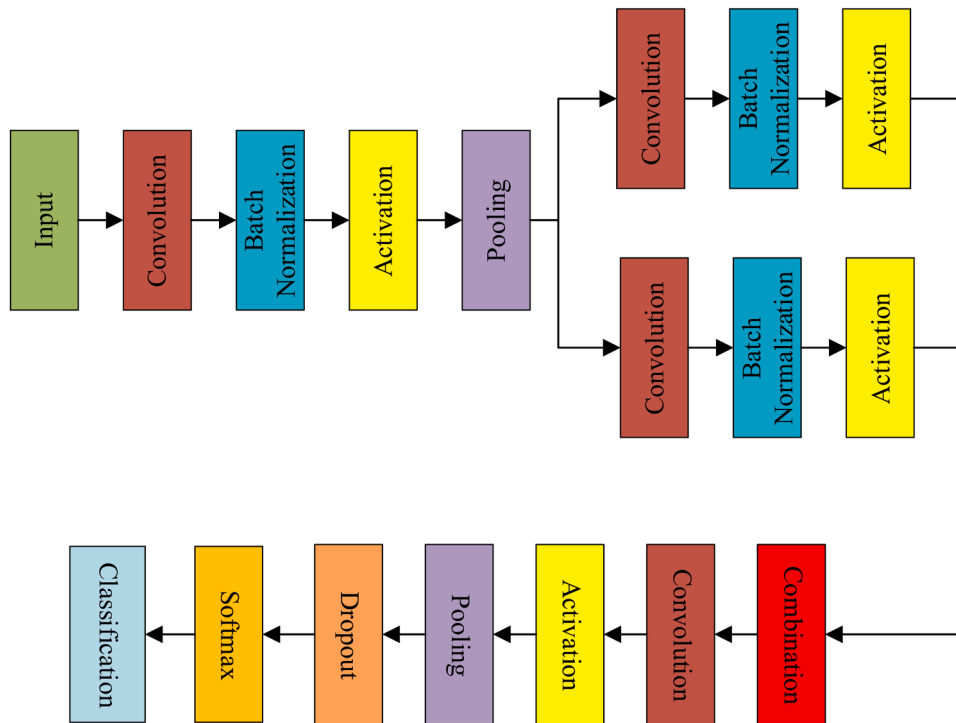 Input
Convolution
Batch
Normalization
Activation
Pooling
Convolution
Batch
Normalization
Activation
Convolution
Batch
Normalization
Activation
Combination
Convolution
Activation
Pooling
Dropout
Softmax
Classification